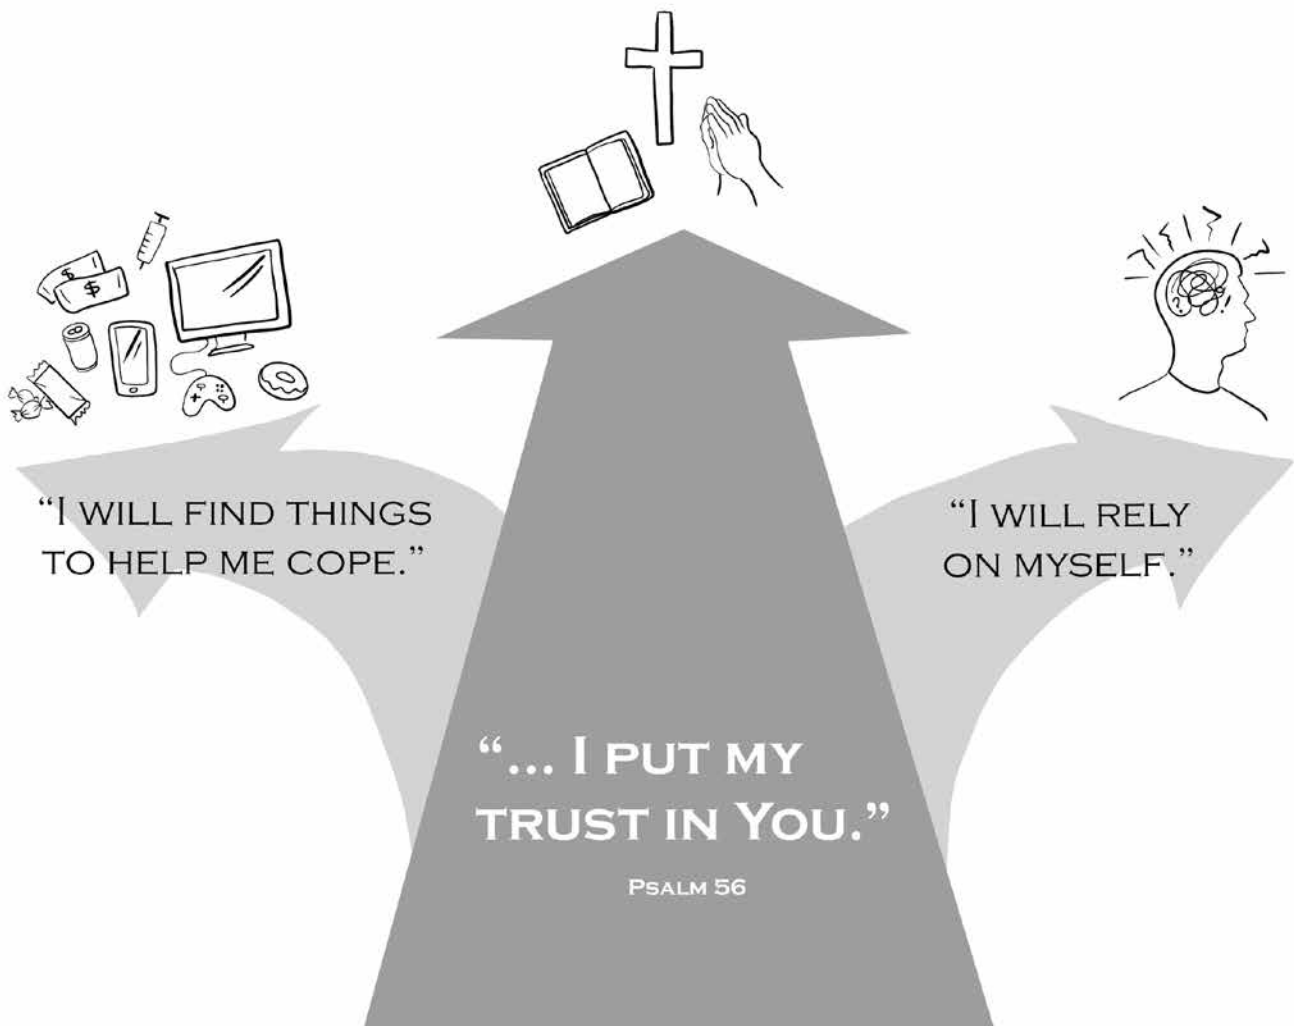 $
$
?
!
“I WILL FIND THINGS
TO HELP ME COPE.”
“I WILL RELY
ON MYSELF.”
“... I PUT MY
TRUST IN YOU.”
PSALM 56